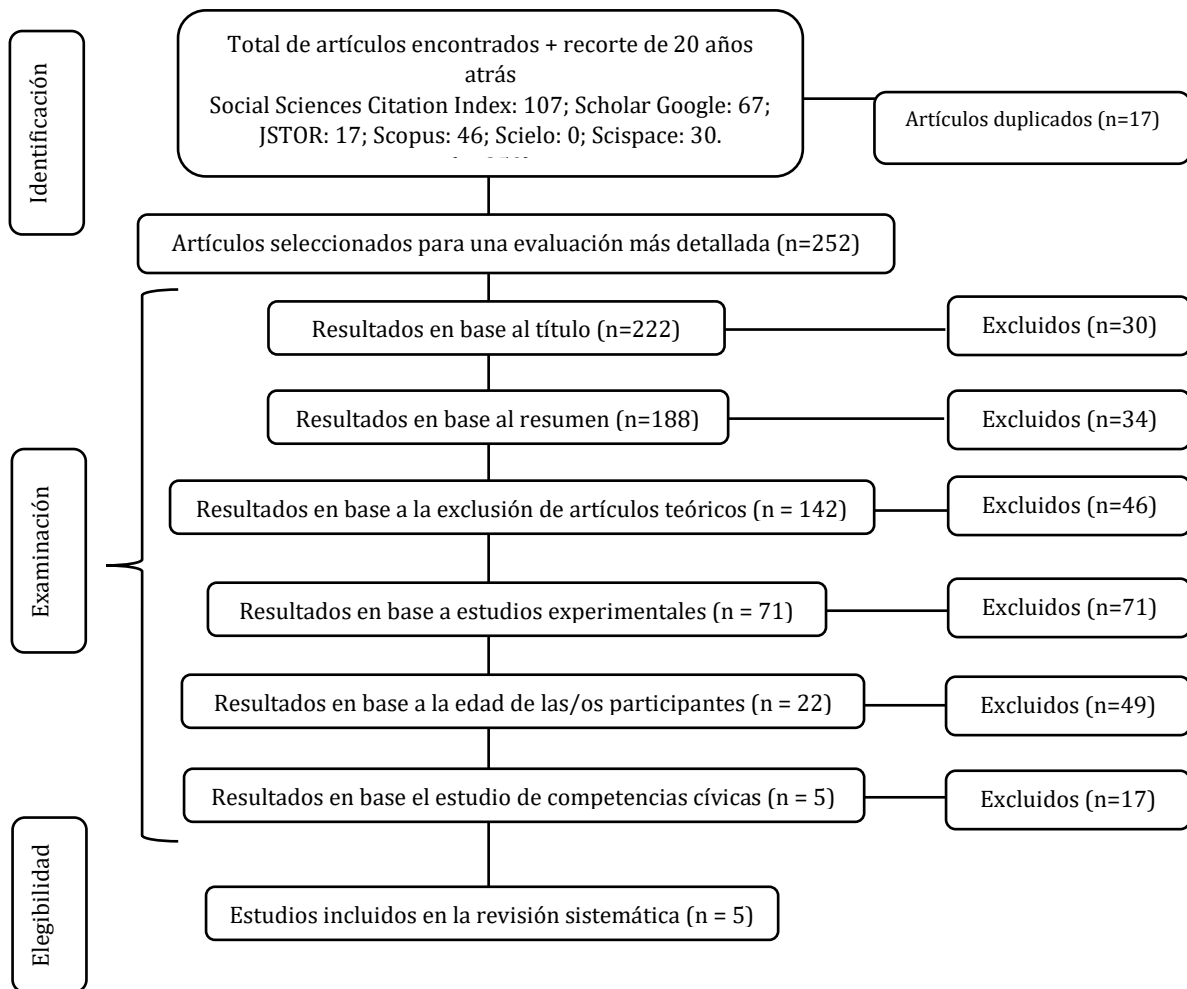 Identificación
Total de artículos encontrados + recorte de 20 años
atrás
Social Sciences Citation Index: 107; Scholar Google: 67;
JSTOR: 17; Scopus: 46; Scielo: 0; Scispace: 30.
Artículos duplicados (n=17)
Artículos seleccionados para una evaluación más detallada (n=252)
Examinación
Resultados en base al título (n=222)
Excluidos (n=30)
Resultados en base al resumen (n=188)
Excluidos (n=34)
Resultados en base a la exclusión de artículos teóricos (n = 142)
Excluidos (n=46)
Resultados en base a estudios experimentales (n = 71)
Excluidos (n=71)
Resultados en base a la edad de las/os participantes (n = 22)
Excluidos (n=49)
Resultados en base el estudio de competencias cívicas (n = 5)
Excluidos (n=17)
Elegibilidad
Estudios incluidos en la revisión sistemática (n = 5)